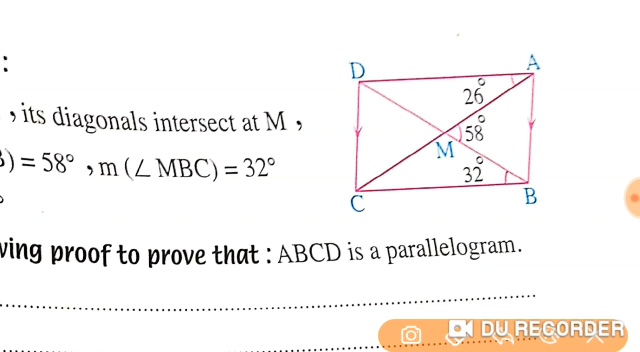 :
, its diagonals intersect at M ,
) = 58° , m (∠ MBC) = 32°
D
A
26°
58°
M
32°
C
B
ving proof to prove that : ABCD is a parallelogram.
DU RECORDER